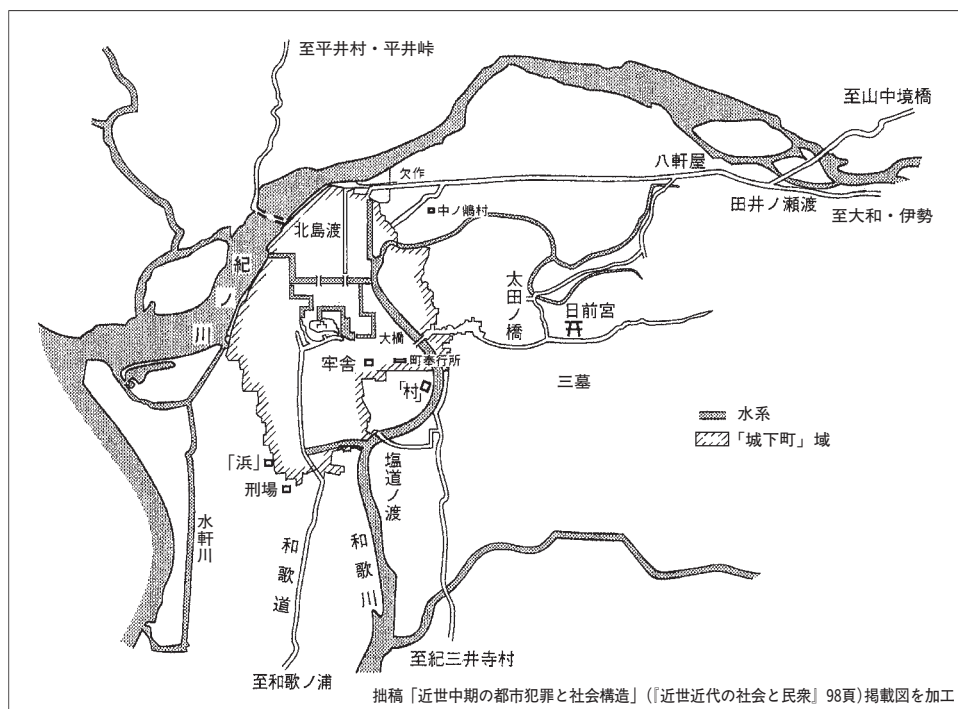 至平井村・平井峠
至山中境橋
八軒屋
欠作
田井ノ瀬渡
至大和・伊勢
中ノ嶋村
北島渡
紀ノ川
太田ノ橋
日前宮
大橋
牢舎
町奉行所
「村」
三墓
水系
「城下町」域
「浜」
刑場
塩道ノ渡
水軒川
和歌道
和歌川
至和歌ノ浦
至紀三井寺村
拙稿「近世中期の都市犯罪と社会構造」(『近世近代の社会と民衆』98頁)掲載図を加工